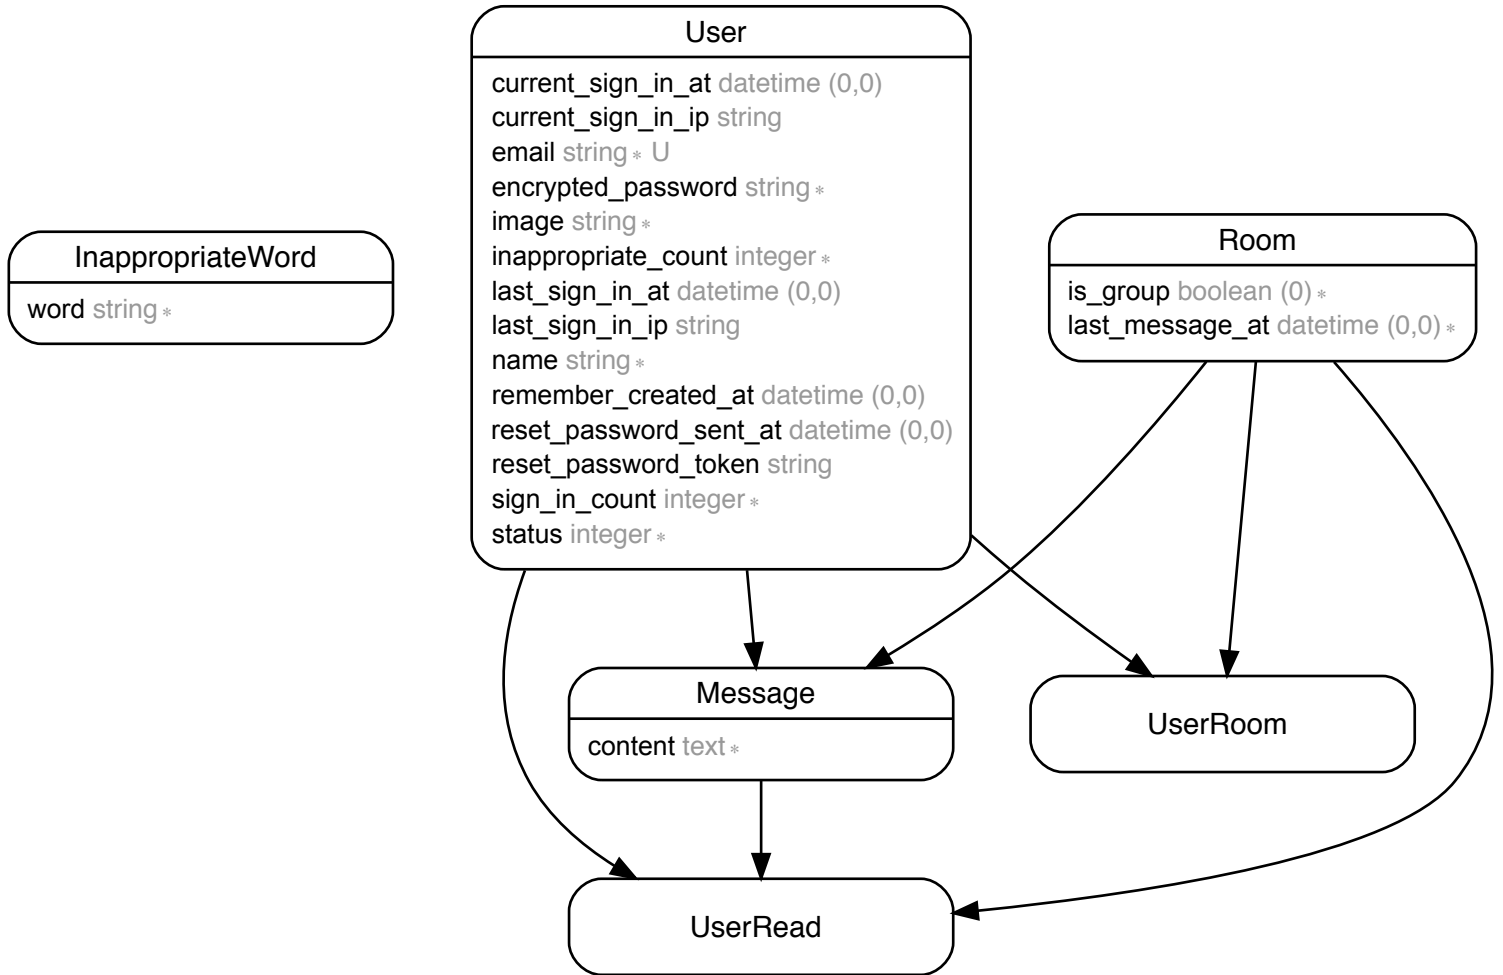 User
current_sign_in_at datetime (0,0)
current_sign_in_ip string
email string * U
encrypted_password string *
image string *
inappropriate_count integer *
last_sign_in_at datetime (0,0)
last_sign_in_ip string
name string *
remember_created_at datetime (0,0)
reset_password_sent_at datetime (0,0)
reset_password_token string
sign_in_count integer *
status integer *
InappropriateWord
word string *
Room
is_group boolean (0) *
last_message_at datetime (0,0) *
Message
content text *
UserRoom
UserRead